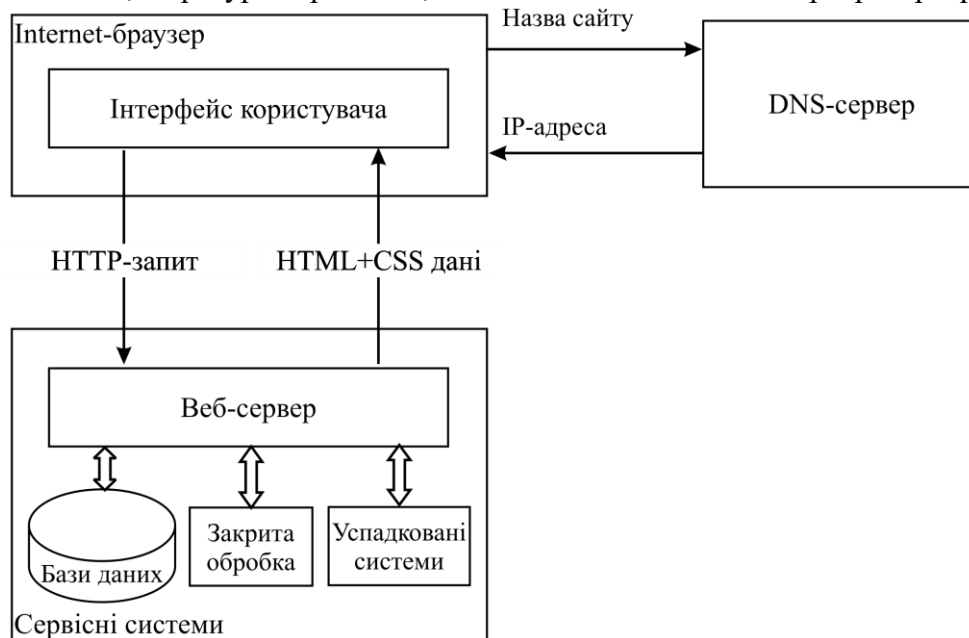 Internet-браузер
Назва сайту
Інтерфейс користувача
DNS-сервер
IP-адреса
HTTP-запит
HTML+CSS дані
Веб-сервер
Бази даних
Закрита
обробка
Успадковані
системи
Сервісні системи